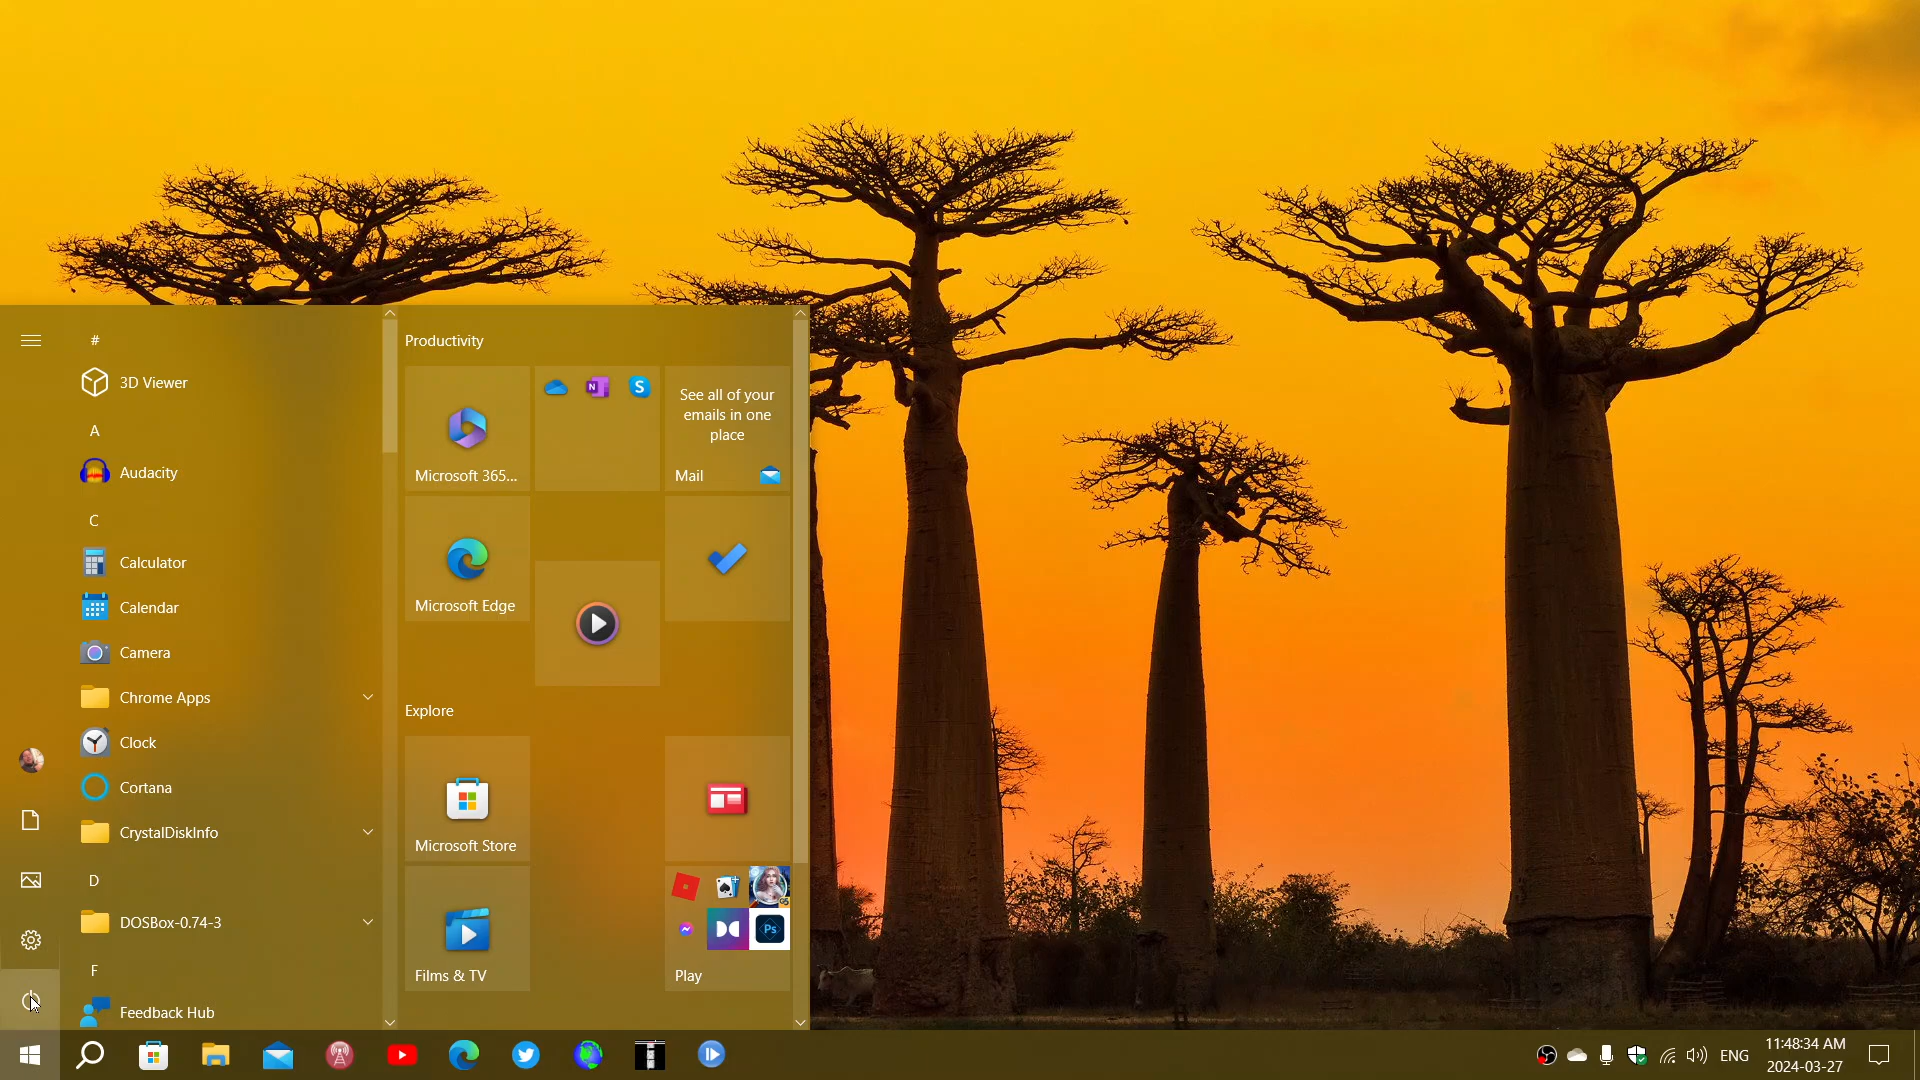 #
3D Viewer
A
Audacity
C
Calculator
Calendar
Camera
Chrome Apps
Clock
Cortana
CrystalDiskInfo
D
DOSBox-0.74-3
F
Feedback Hub
Productivity
Microsoft 365...
N
S
See all of your
emails in one
place
Mail
Microsoft Edge
Explore
Microsoft Store
Films & TV
Ps
Play
ENG
11:48:34 AM
2024-03-27